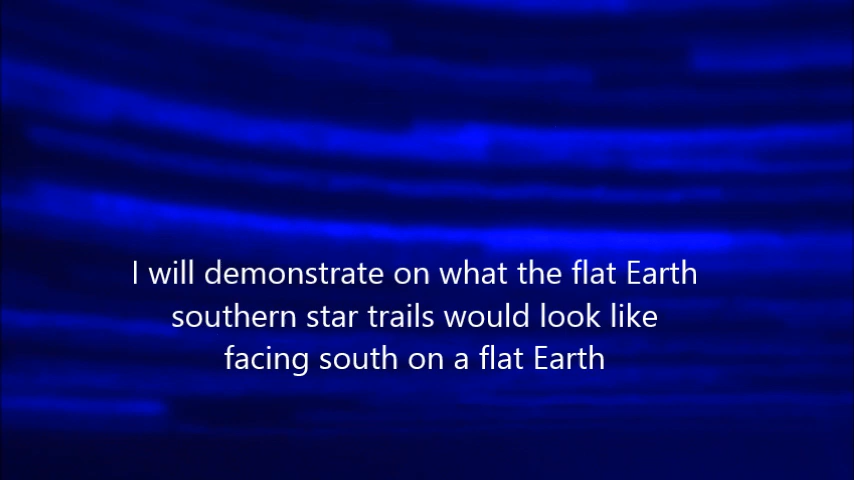 I will demonstrate on what the flat Earth
southern star trails would look like
facing south on a flat Earth